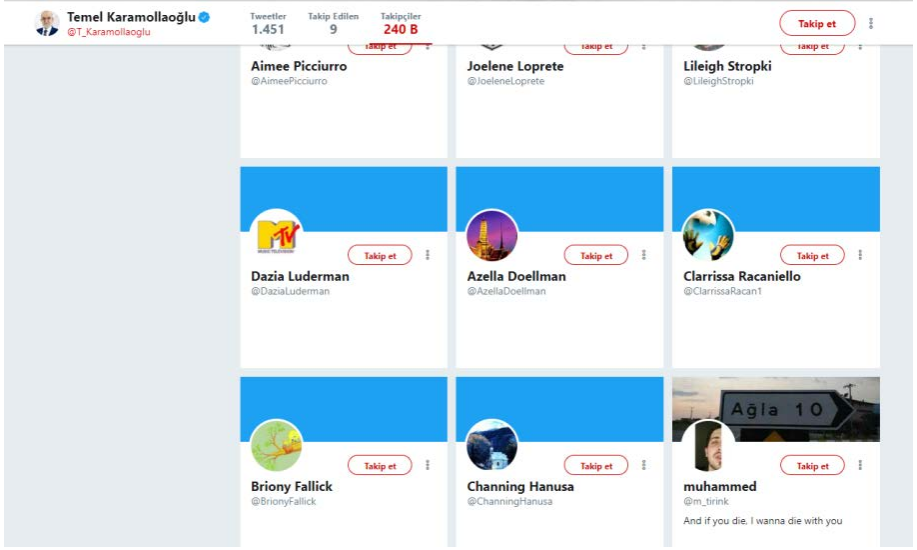 Temel Karamollaoğlu
@T_Karamollaoglu
Tweetler
1.451
Takip Edilen
9
Takipçiler
240 B
Takip et
Takip et
Takip et
Takip et
Aimee Picciurro
@AimeePicciurro
Joelene Loprete
@JoeleneLoprete
Lileigh Stropki
@LileighStropki
MTV
MUSIC TELEVISION
Takip et
Dazia Luderman
@DaziaLuderman
Takip et
Azella Doellman
@AzellaDoellman
Takip et
Clarrissa Racaniello
@ClarrissaRacan1
Takip et
Briony Fallick
@BrionyFallick
Takip et
Channing Hanusa
@ChanningHanusa
Ağla 10
Takip et
muhammed
@m_tirink
And if you die, I wanna die with you